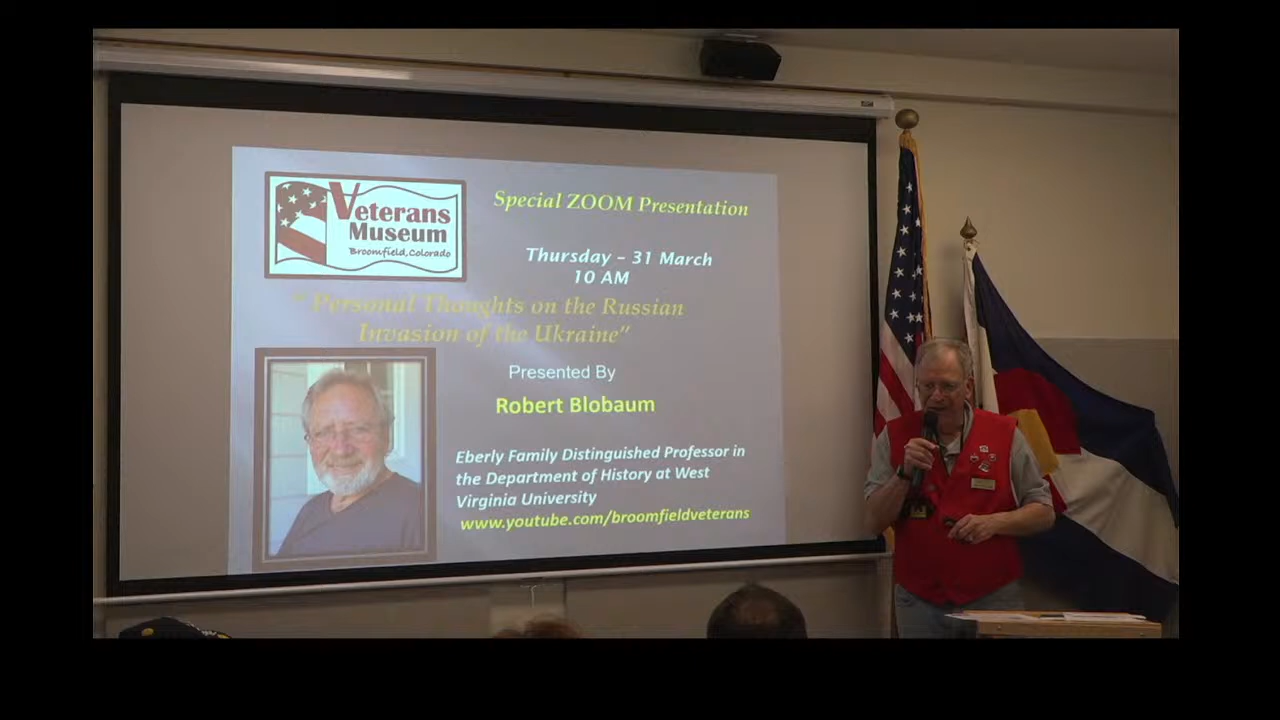 Veterans
Museum
Broomfield, Colorado
Special ZOOM Presentation
Thursday – 31 March
10 AM
" Personal Thoughts on the Russian
Invasion of the Ukraine"
Presented By
Robert Blobaum
Eberly Family Distinguished Professor in
the Department of History at West
Virginia University
www.youtube.com/broomfieldveterans